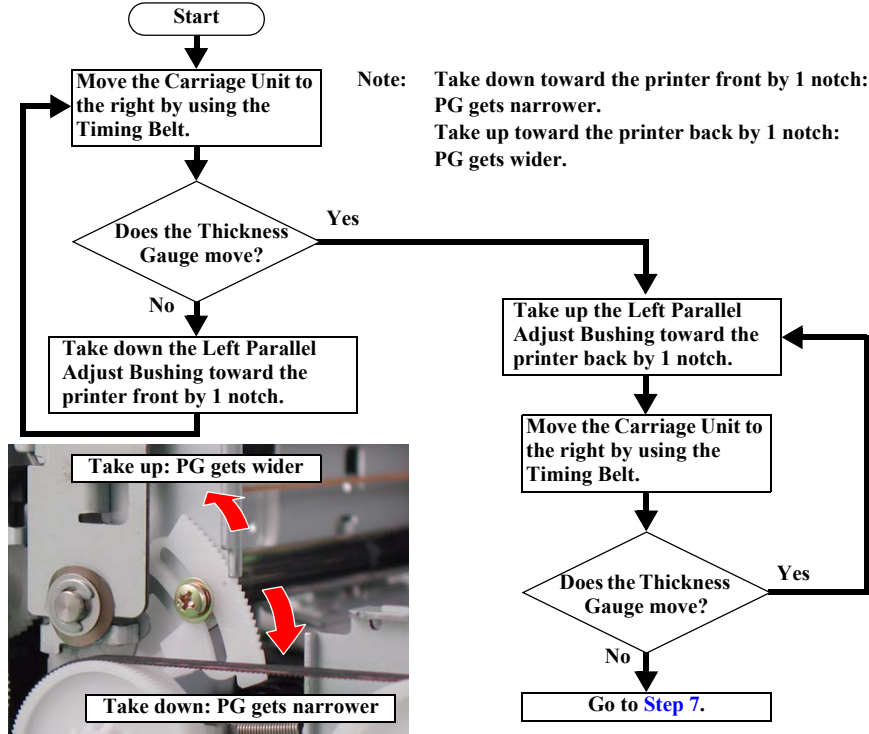 Start
Move the Carriage Unit to
the right by using the
Timing Belt.
Note: Take down toward the printer front by 1 notch:
PG gets narrower.
Take up toward the printer back by 1 notch:
PG gets wider.
Does the Thickness
Gauge move?
Yes
No
Take down the Left Parallel
Adjust Bushing toward the
printer front by 1 notch.
Take up the Left Parallel
Adjust Bushing toward the
printer back by 1 notch.
Move the Carriage Unit to
the right by using the
Timing Belt.
Does the Thickness
Gauge move?
Yes
No
Go to Step 7.
Take up: PG gets wider
Take down: PG gets narrower